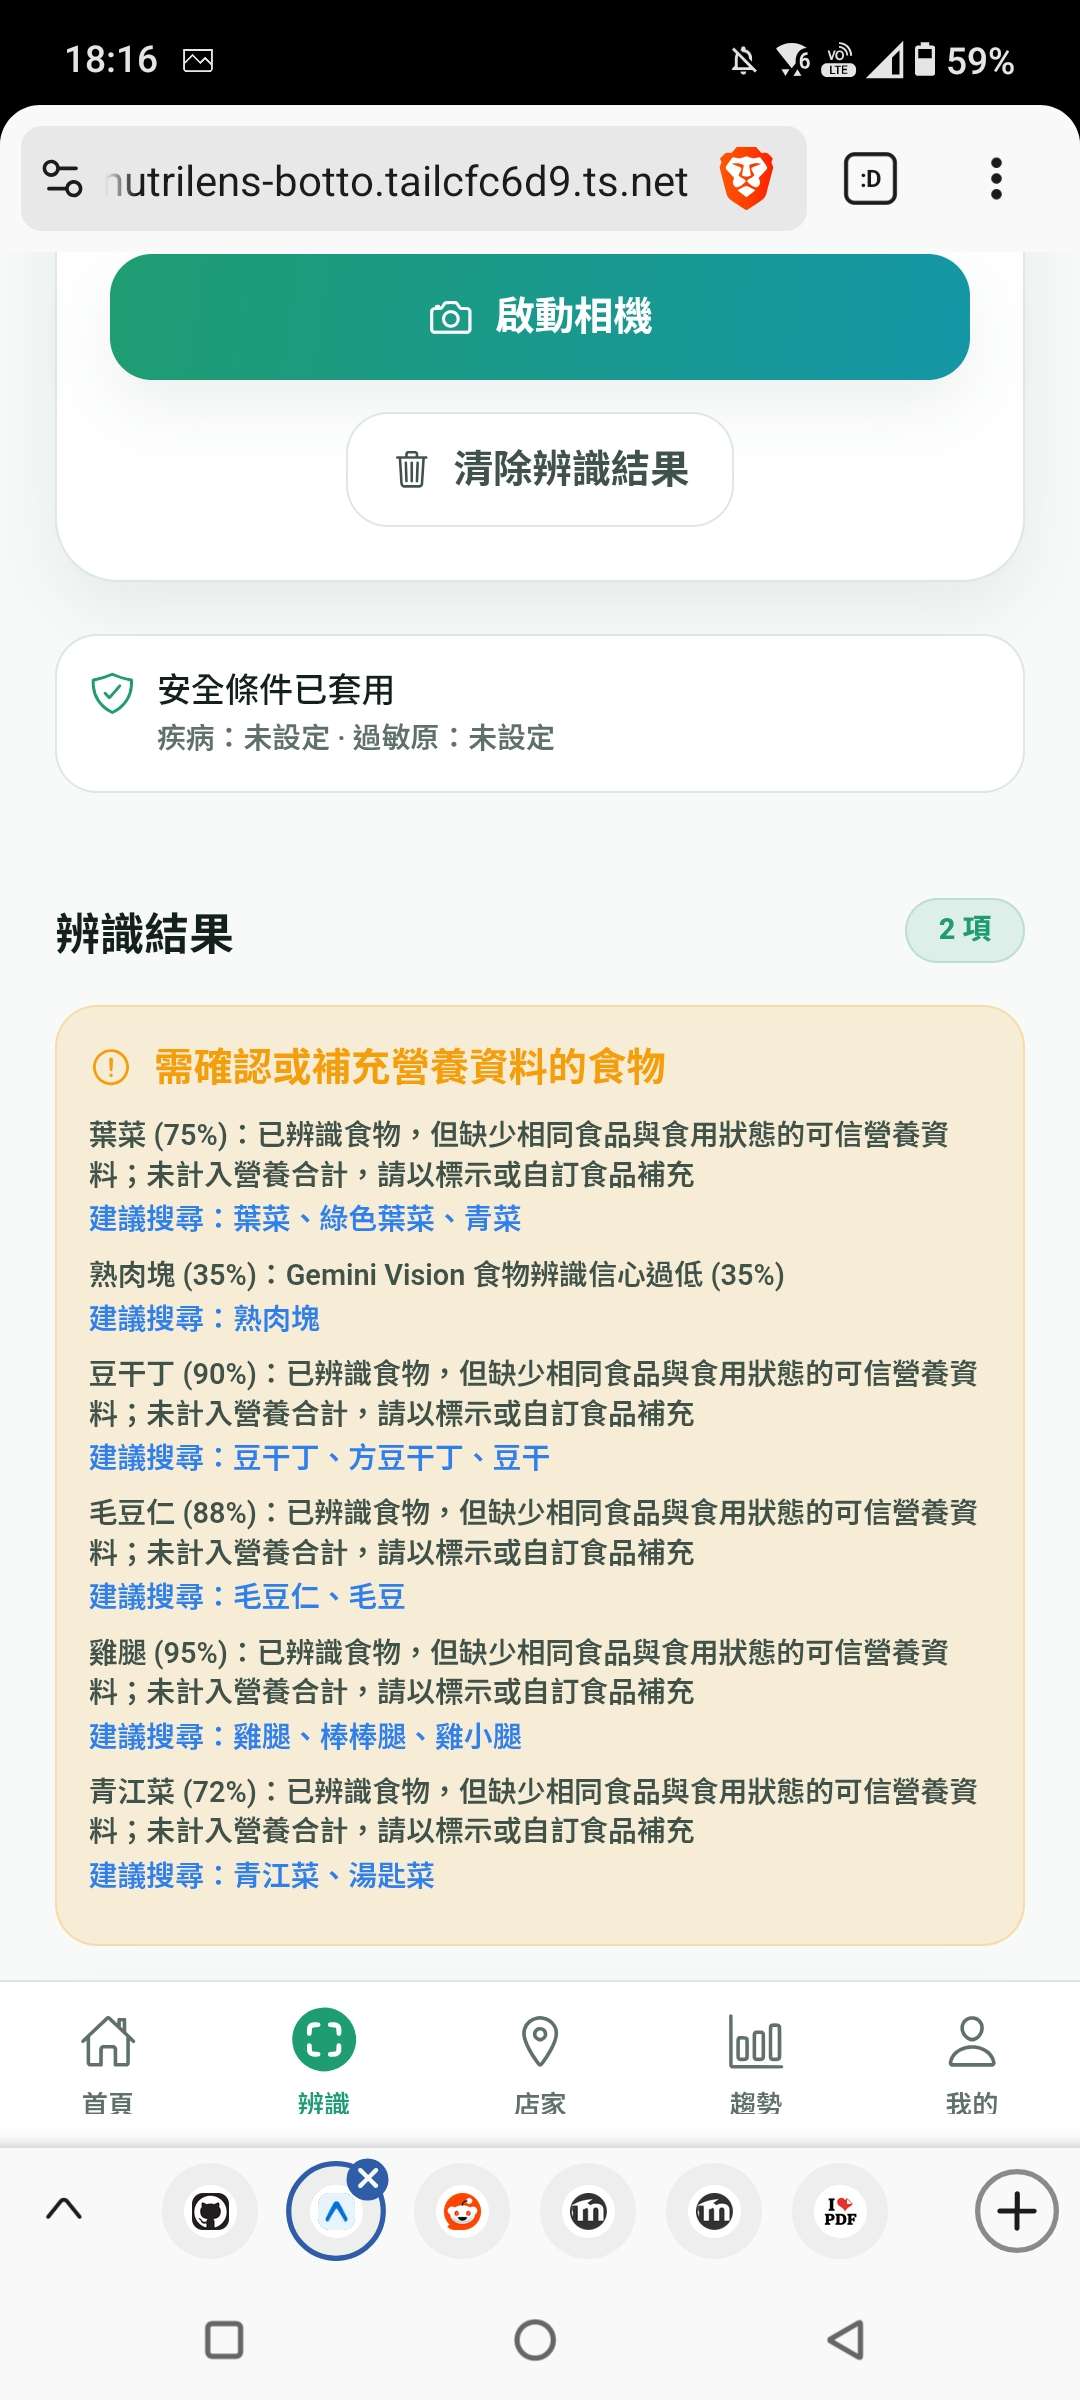 18:16
6
VO
LTE
59%
nutrilens-botto.tailcfc6d9.ts.net
:D
啟動相機
清除辨識結果
安全條件已套用
疾病：未設定 · 過敏原：未設定
辨識結果
2 項
需確認或補充營養資料的食物
葉菜 (75%)：已辨識食物，但缺少相同食品與食用狀態的可信營養資
料；未計入營養合計，請以標示或自訂食品補充
建議搜尋：葉菜、綠色葉菜、青菜
熟肉塊 (35%)：Gemini Vision 食物辨識信心過低 (35%)
建議搜尋：熟肉塊
豆干丁 (90%)：已辨識食物，但缺少相同食品與食用狀態的可信營養資
料；未計入營養合計，請以標示或自訂食品補充
建議搜尋：豆干丁、方豆干丁、豆干
毛豆仁 (88%)：已辨識食物，但缺少相同食品與食用狀態的可信營養資
料；未計入營養合計，請以標示或自訂食品補充
建議搜尋：毛豆仁、毛豆
雞腿 (95%)：已辨識食物，但缺少相同食品與食用狀態的可信營養資
料；未計入營養合計，請以標示或自訂食品補充
建議搜尋：雞腿、棒棒腿、雞小腿
青江菜 (72%)：已辨識食物，但缺少相同食品與食用狀態的可信營養資
料；未計入營養合計，請以標示或自訂食品補充
建議搜尋：青江菜、湯匙菜
首頁
辨識
店家
趨勢
我的
m
m
I
PDF